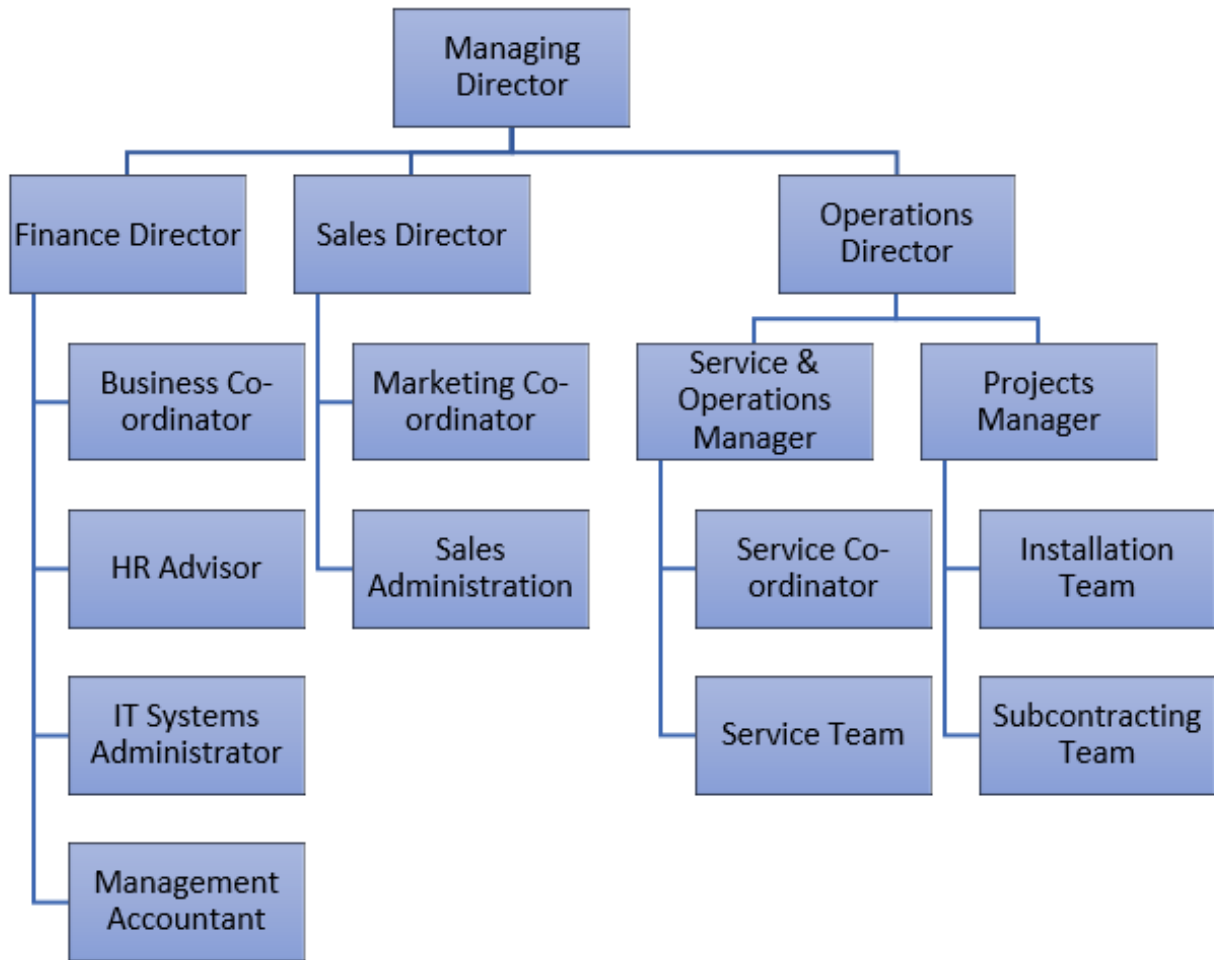 Managing
Director
Finance Director
Sales Director
Operations
Director
Business Co-
ordinator
HR Advisor
IT Systems
Administrator
Management
Accountant
Marketing Co-
ordinator
Sales
Administration
Service &
Operations
Manager
Service Co-
ordinator
Service Team
Projects
Manager
Installation
Team
Subcontracting
Team